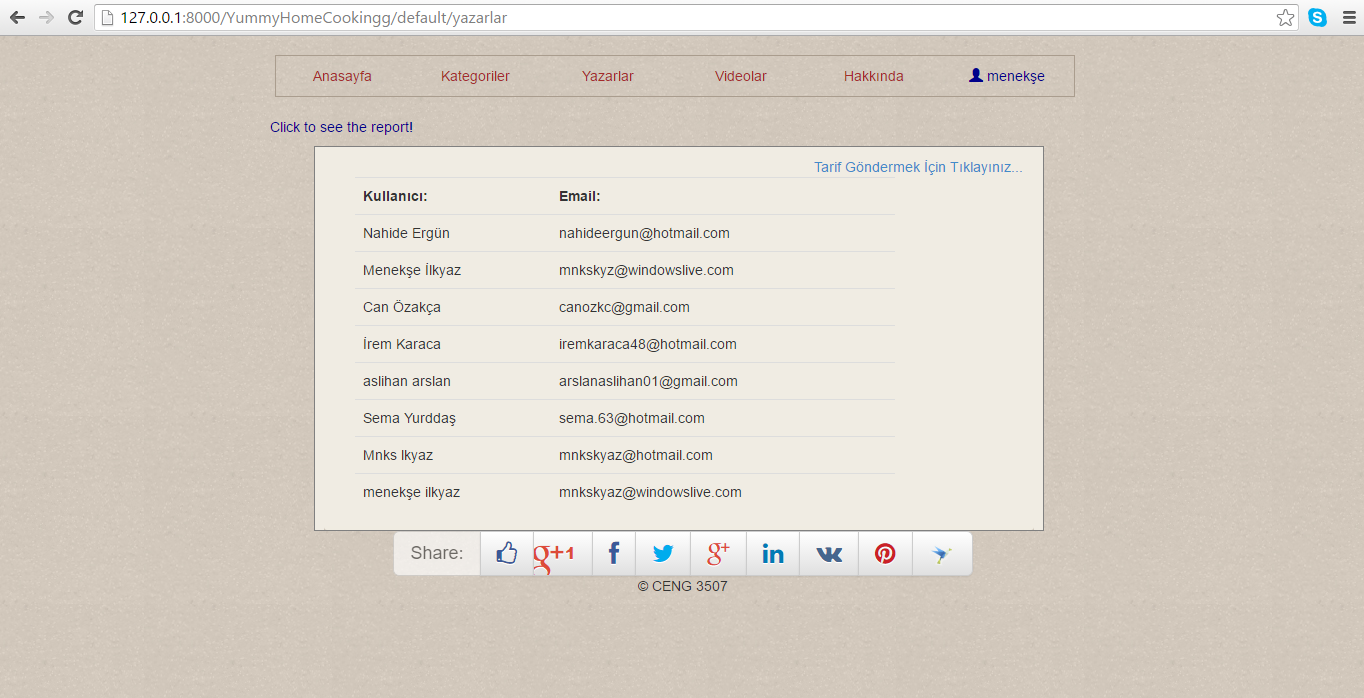 127.0.0.1:8000/YummyHomeCookingg/default/yazarlar
Anasayfa Kategoriler Yazarlar Videolar Hakkında menekşe
Click to see the report!
Tarif Göndermek İçin Tıklayınız...
Kullanıcı: Email:
Nahide Ergün nahideergun@hotmail.com
Menekşe İlkyaz mnkskyz@windowslive.com
Can Özakça canozkc@gmail.com
İrem Karaca iremkaraca48@hotmail.com
aslihan arslan arslanaslihan01@gmail.com
Sema Yurddaş sema.63@hotmail.com
Mnks Ikyaz mnkskyaz@hotmail.com
menekşe ilkyaz mnkskyaz@windowslive.com
Share: g+1 f g+ in
© CENG 3507